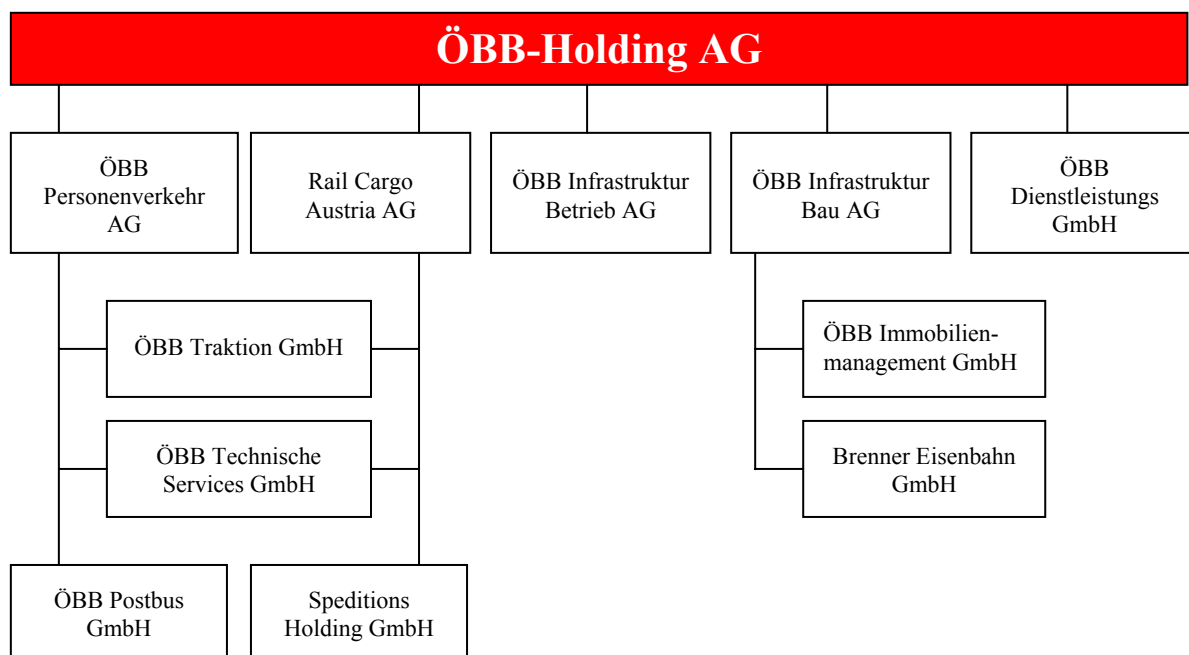 ÖBB-Holding AG
ÖBB
Personenverkehr
AG
Rail Cargo
Austria AG
ÖBB Infrastruktur
Betrieb AG
ÖBB Infrastruktur
Bau AG
ÖBB
Dienstleistungs
GmbH
ÖBB Traktion GmbH
ÖBB Immobilien-
management GmbH
ÖBB Technische
Services GmbH
Brenner Eisenbahn
GmbH
ÖBB Postbus
GmbH
Speditions
Holding GmbH